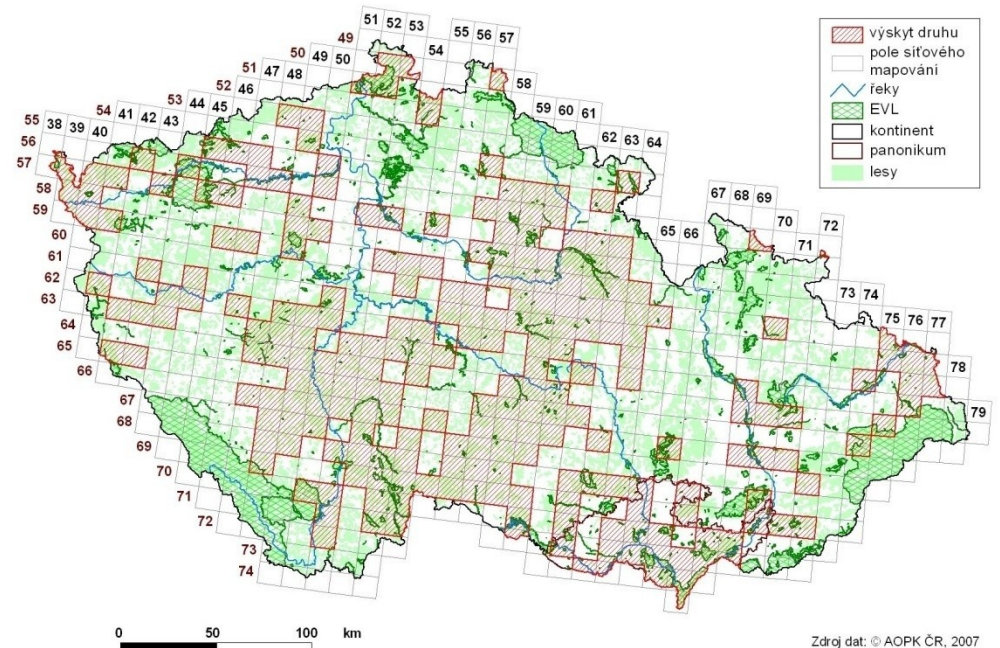 51 52 53
49 54 55 56 57
50 58
49 50
51 47 48 59 60 61
52 46 62 63 64
53 44 45
54 41 42 43
55 38 39 40
56
57
58
59
60
61
62
63
64
65
66
67
68
69
70
71
72
73
74
65 66
67 68 69
70
71
72
73 74
75 76 77
78
79
výskyt druhu
pole síťového
mapování
řeky
EVL
kontinent
panonikum
lesy
0 50 100 km
Zdroj dat: © AOPK ČR, 2007